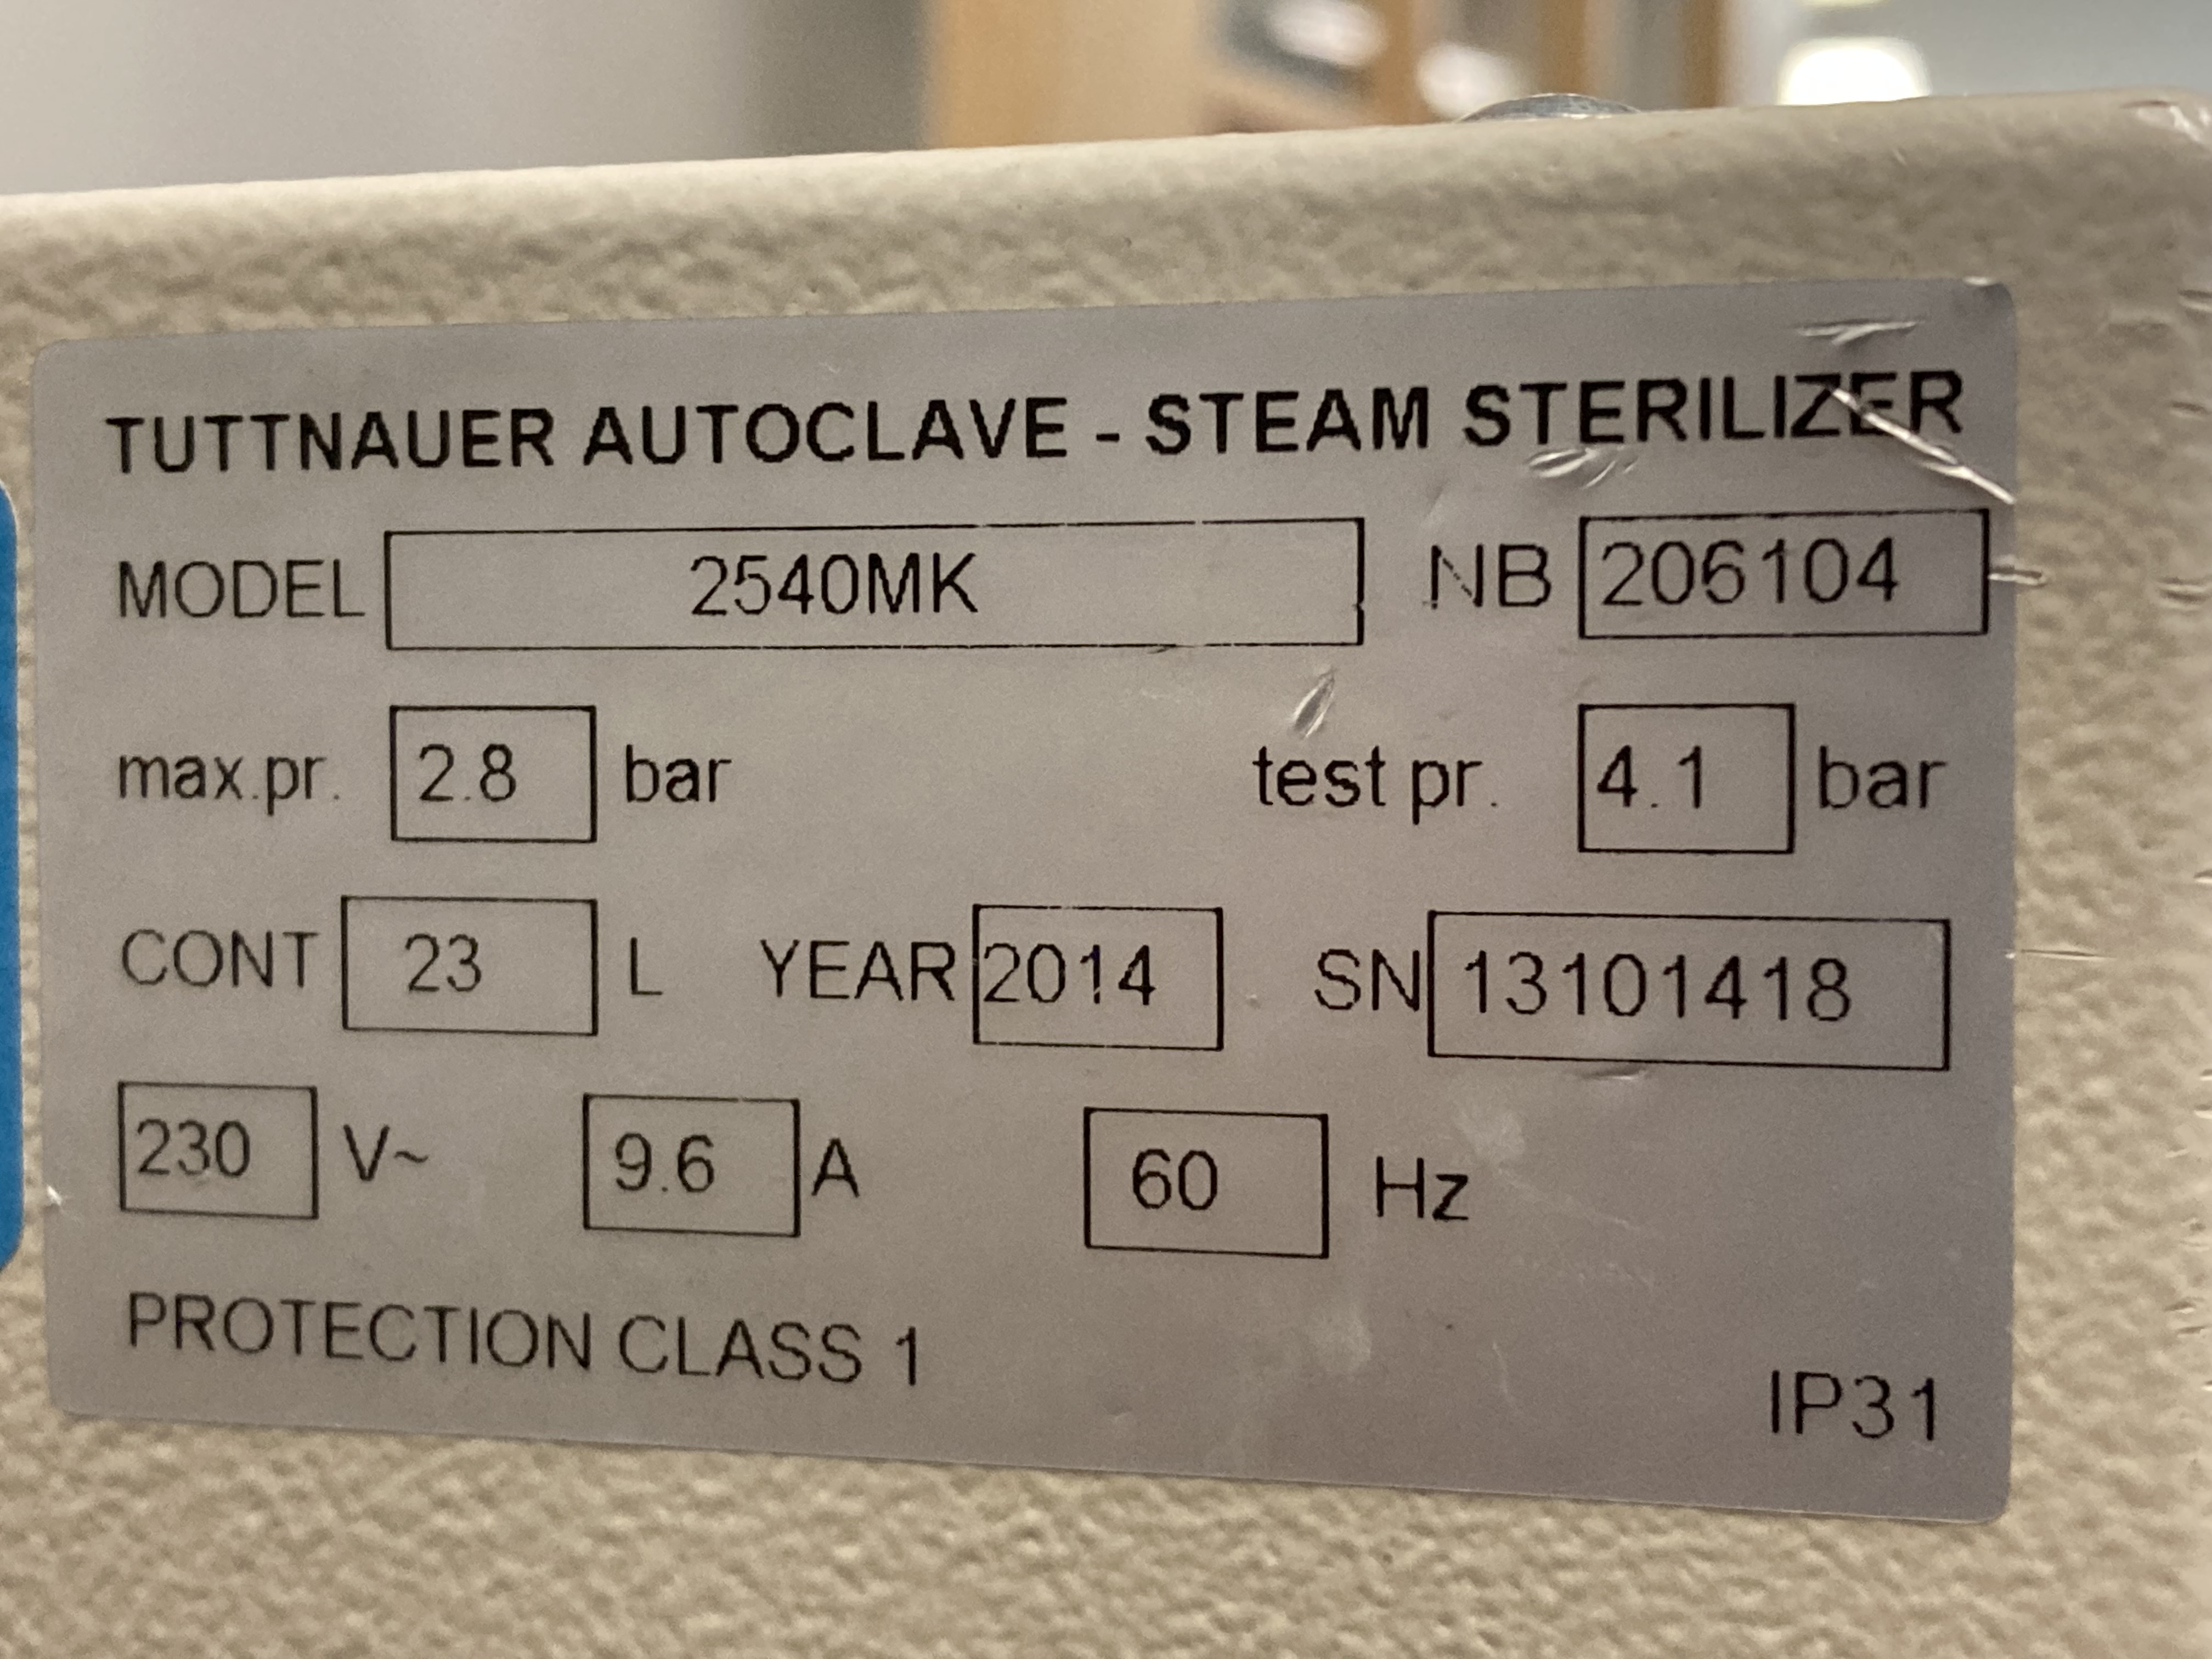 TUTTNAUER AUTOCLAVE - STEAM STERILIZER
MODEL 2540MK NB 206104
max.pr. 2.8 bar test pr. 4.1 bar
CONT 23 L YEAR 2014 SN 13101418
230 V~ 9.6 A 60 Hz
PROTECTION CLASS 1
IP31